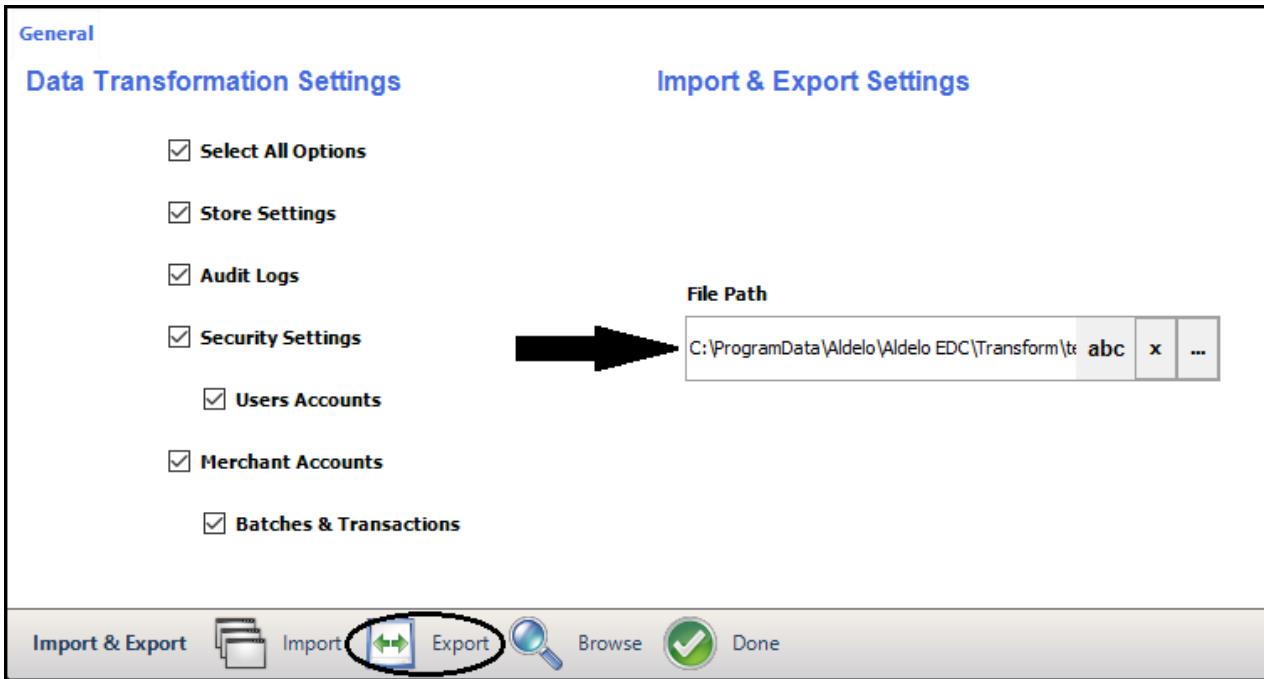 General
Data Transformation Settings
Import & Export Settings
Select All Options
Store Settings
Audit Logs
Security Settings
Users Accounts
Merchant Accounts
Batches & Transactions
File Path
C:\ProgramData\Aldelo\Aldelo EDC\Transform\te abc x ...
Import & Export Import Export Browse Done